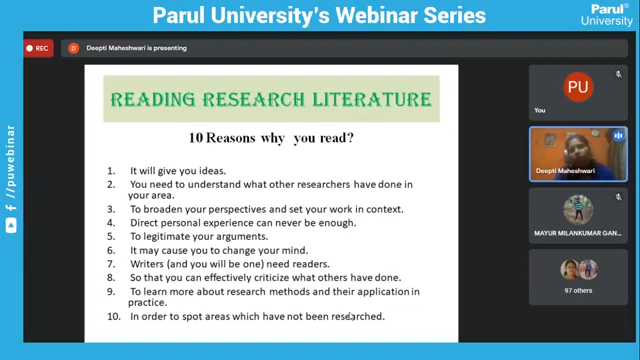 Parul University's Webinar Series
Parul®
University
REC
D
Deepti Maheshwari is presenting
READING RESEARCH LITERATURE
10 Reasons why you read?
1. It will give you ideas.
2. You need to understand what other researchers have done in
your area.
3. To broaden your perspectives and set your work in context.
4. Direct personal experience can never be enough.
5. To legitimate your arguments.
6. It may cause you to change your mind.
7. Writers (and you will be one) need readers.
8. So that you can effectively criticize what others have done.
9. To learn more about research methods and their application in
practice.
10. In order to spot areas which have not been researched.
PU
You
Deepti Maheshwari
MAYUR MILANKUMAR GAN...
97 others
/puwebinar